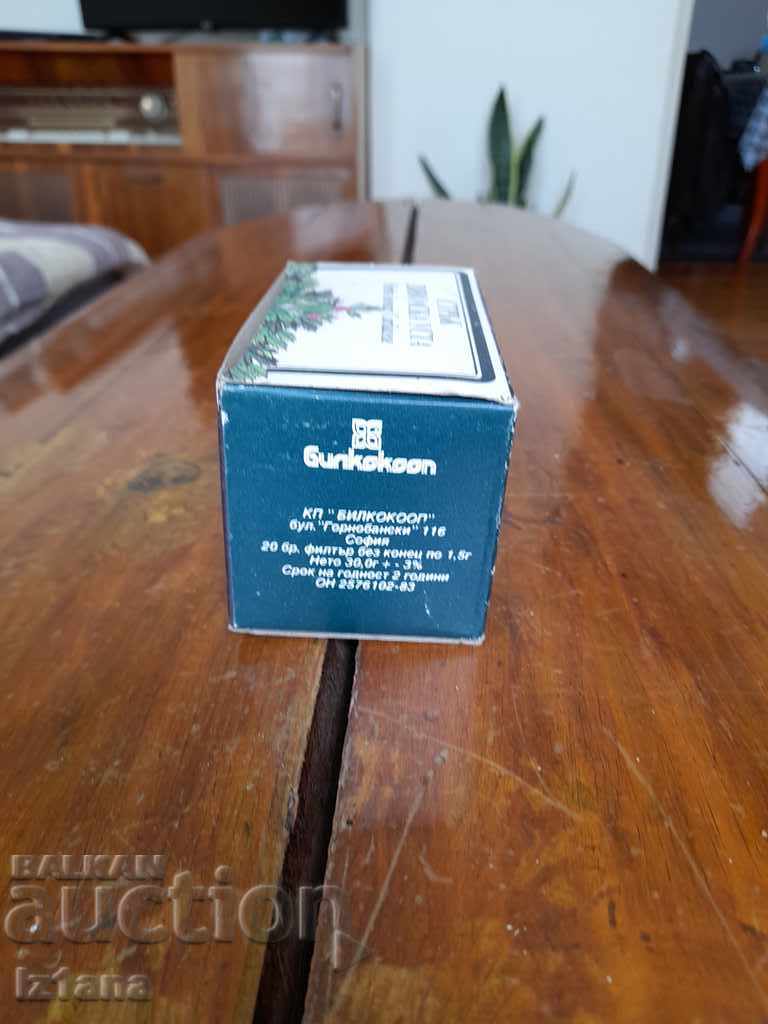 Билкокооп
КП "БИЛКОКООП"
бул."Горнобански" 116
София
20 бр. филтър без конец по 1,5г
Нето 30,0г + - 3%
Срок на годност 2 години
ОН 2576102-83
BALKAN
auction
Iz1ana